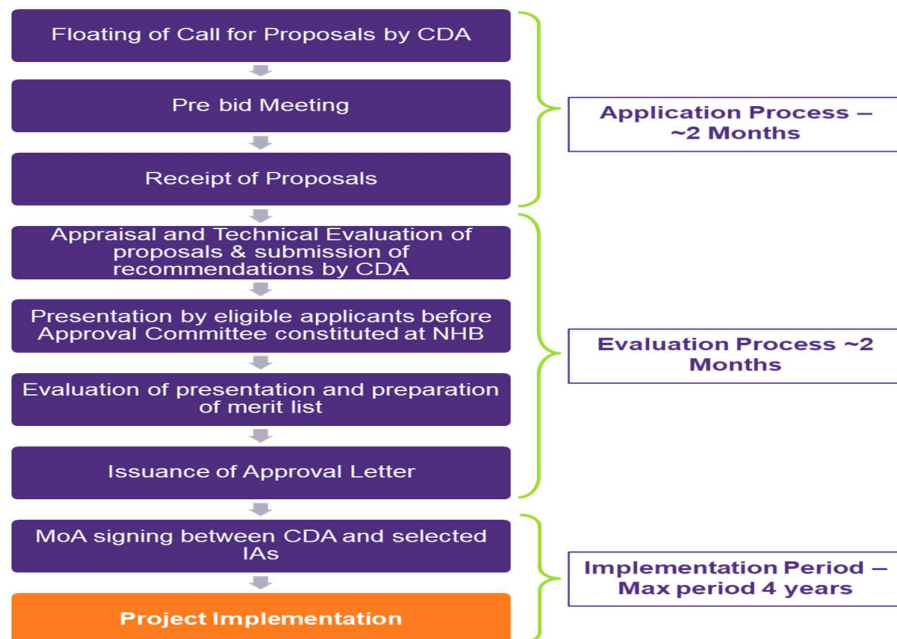 Floating of Call for Proposals by CDA
Pre bid Meeting
Receipt of Proposals
Application Process –
~2 Months
Appraisal and Technical Evaluation of
proposals & submission of
recommendations by CDA
Presentation by eligible applicants before
Approval Committee constituted at NHB
Evaluation of presentation and preparation
of merit list
Issuance of Approval Letter
Evaluation Process ~2
Months
MoA signing between CDA and selected
IAs
Project Implementation
Implementation Period –
Max period 4 years